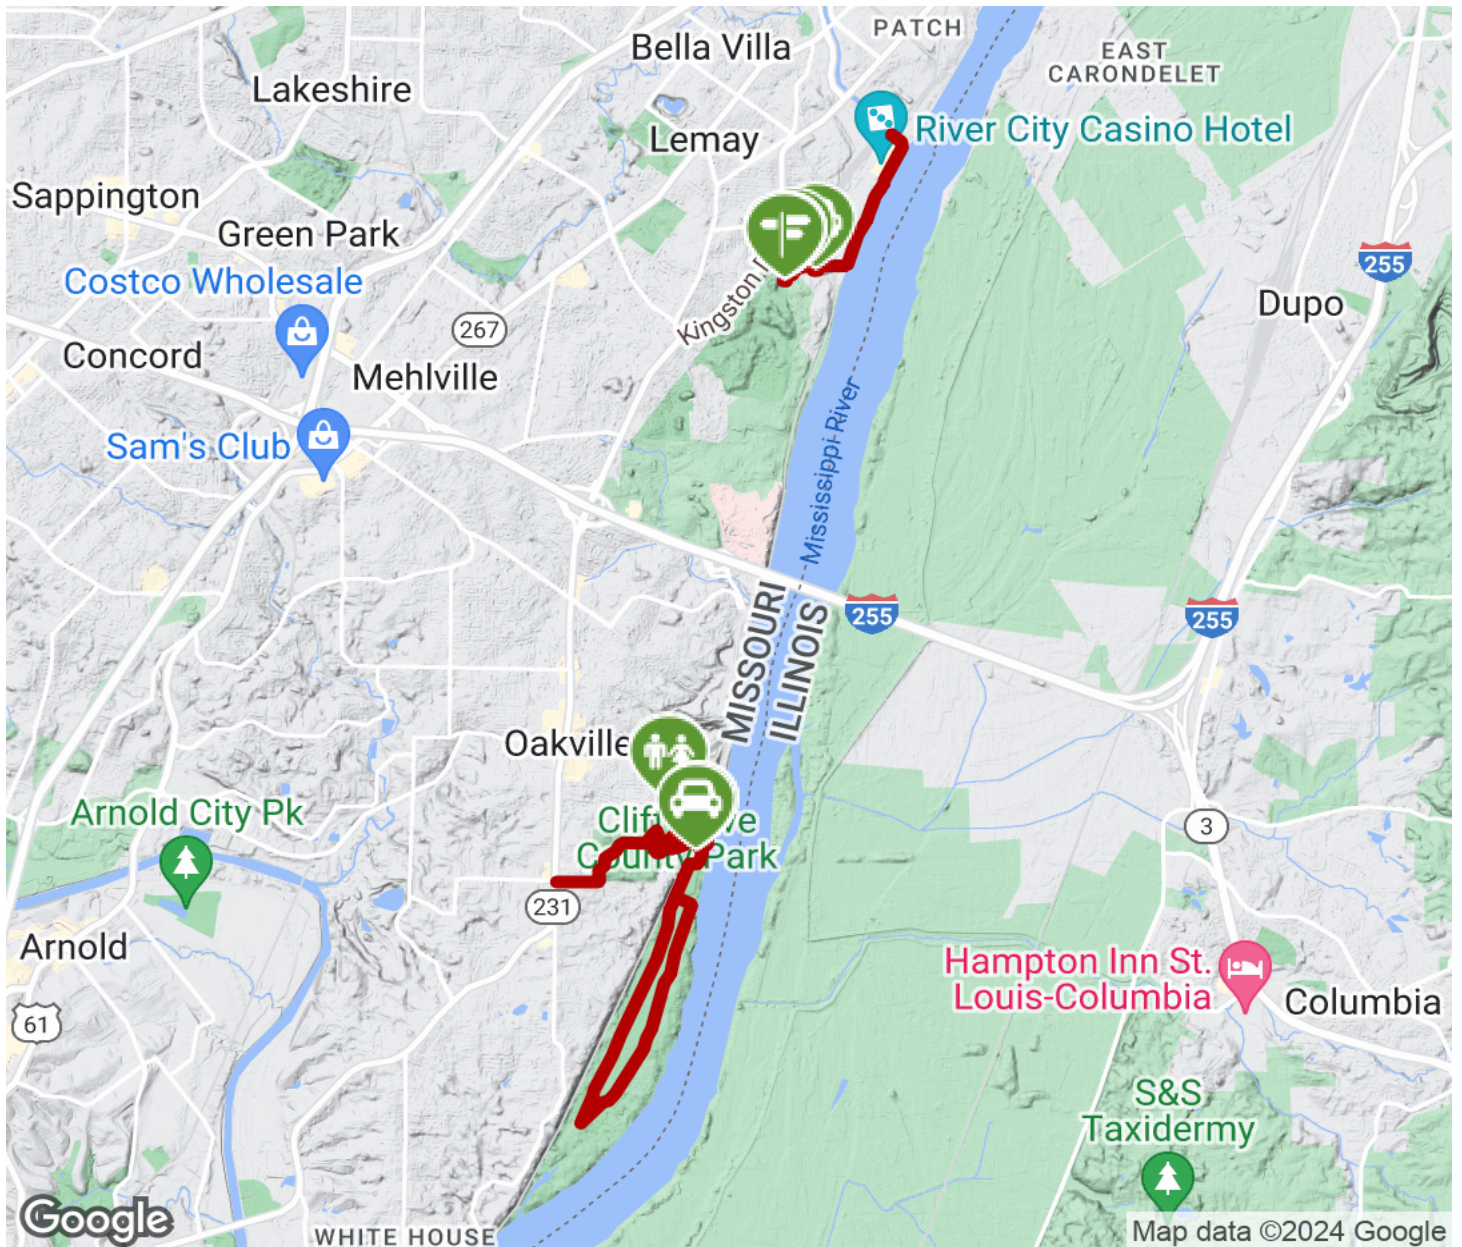 PATCH
Bella Villa
EAST
CARONDELET
Lakeshire
River City Casino Hotel
Lemay
Sappington
Green Park
255
Costco Wholesale
Kingston
Dupo
267
Concord
Mehlville
Mississippi River
Sam's Club
MISSOURI
ILLINOIS
255
255
Oakville
Arnold City Pk
3
County Park
231
Arnold
Hampton Inn St.
Louis-Columbia
Columbia
61
S&S
Taxidermy
Google
WHITE HOUSE
Map data ©2024 Google